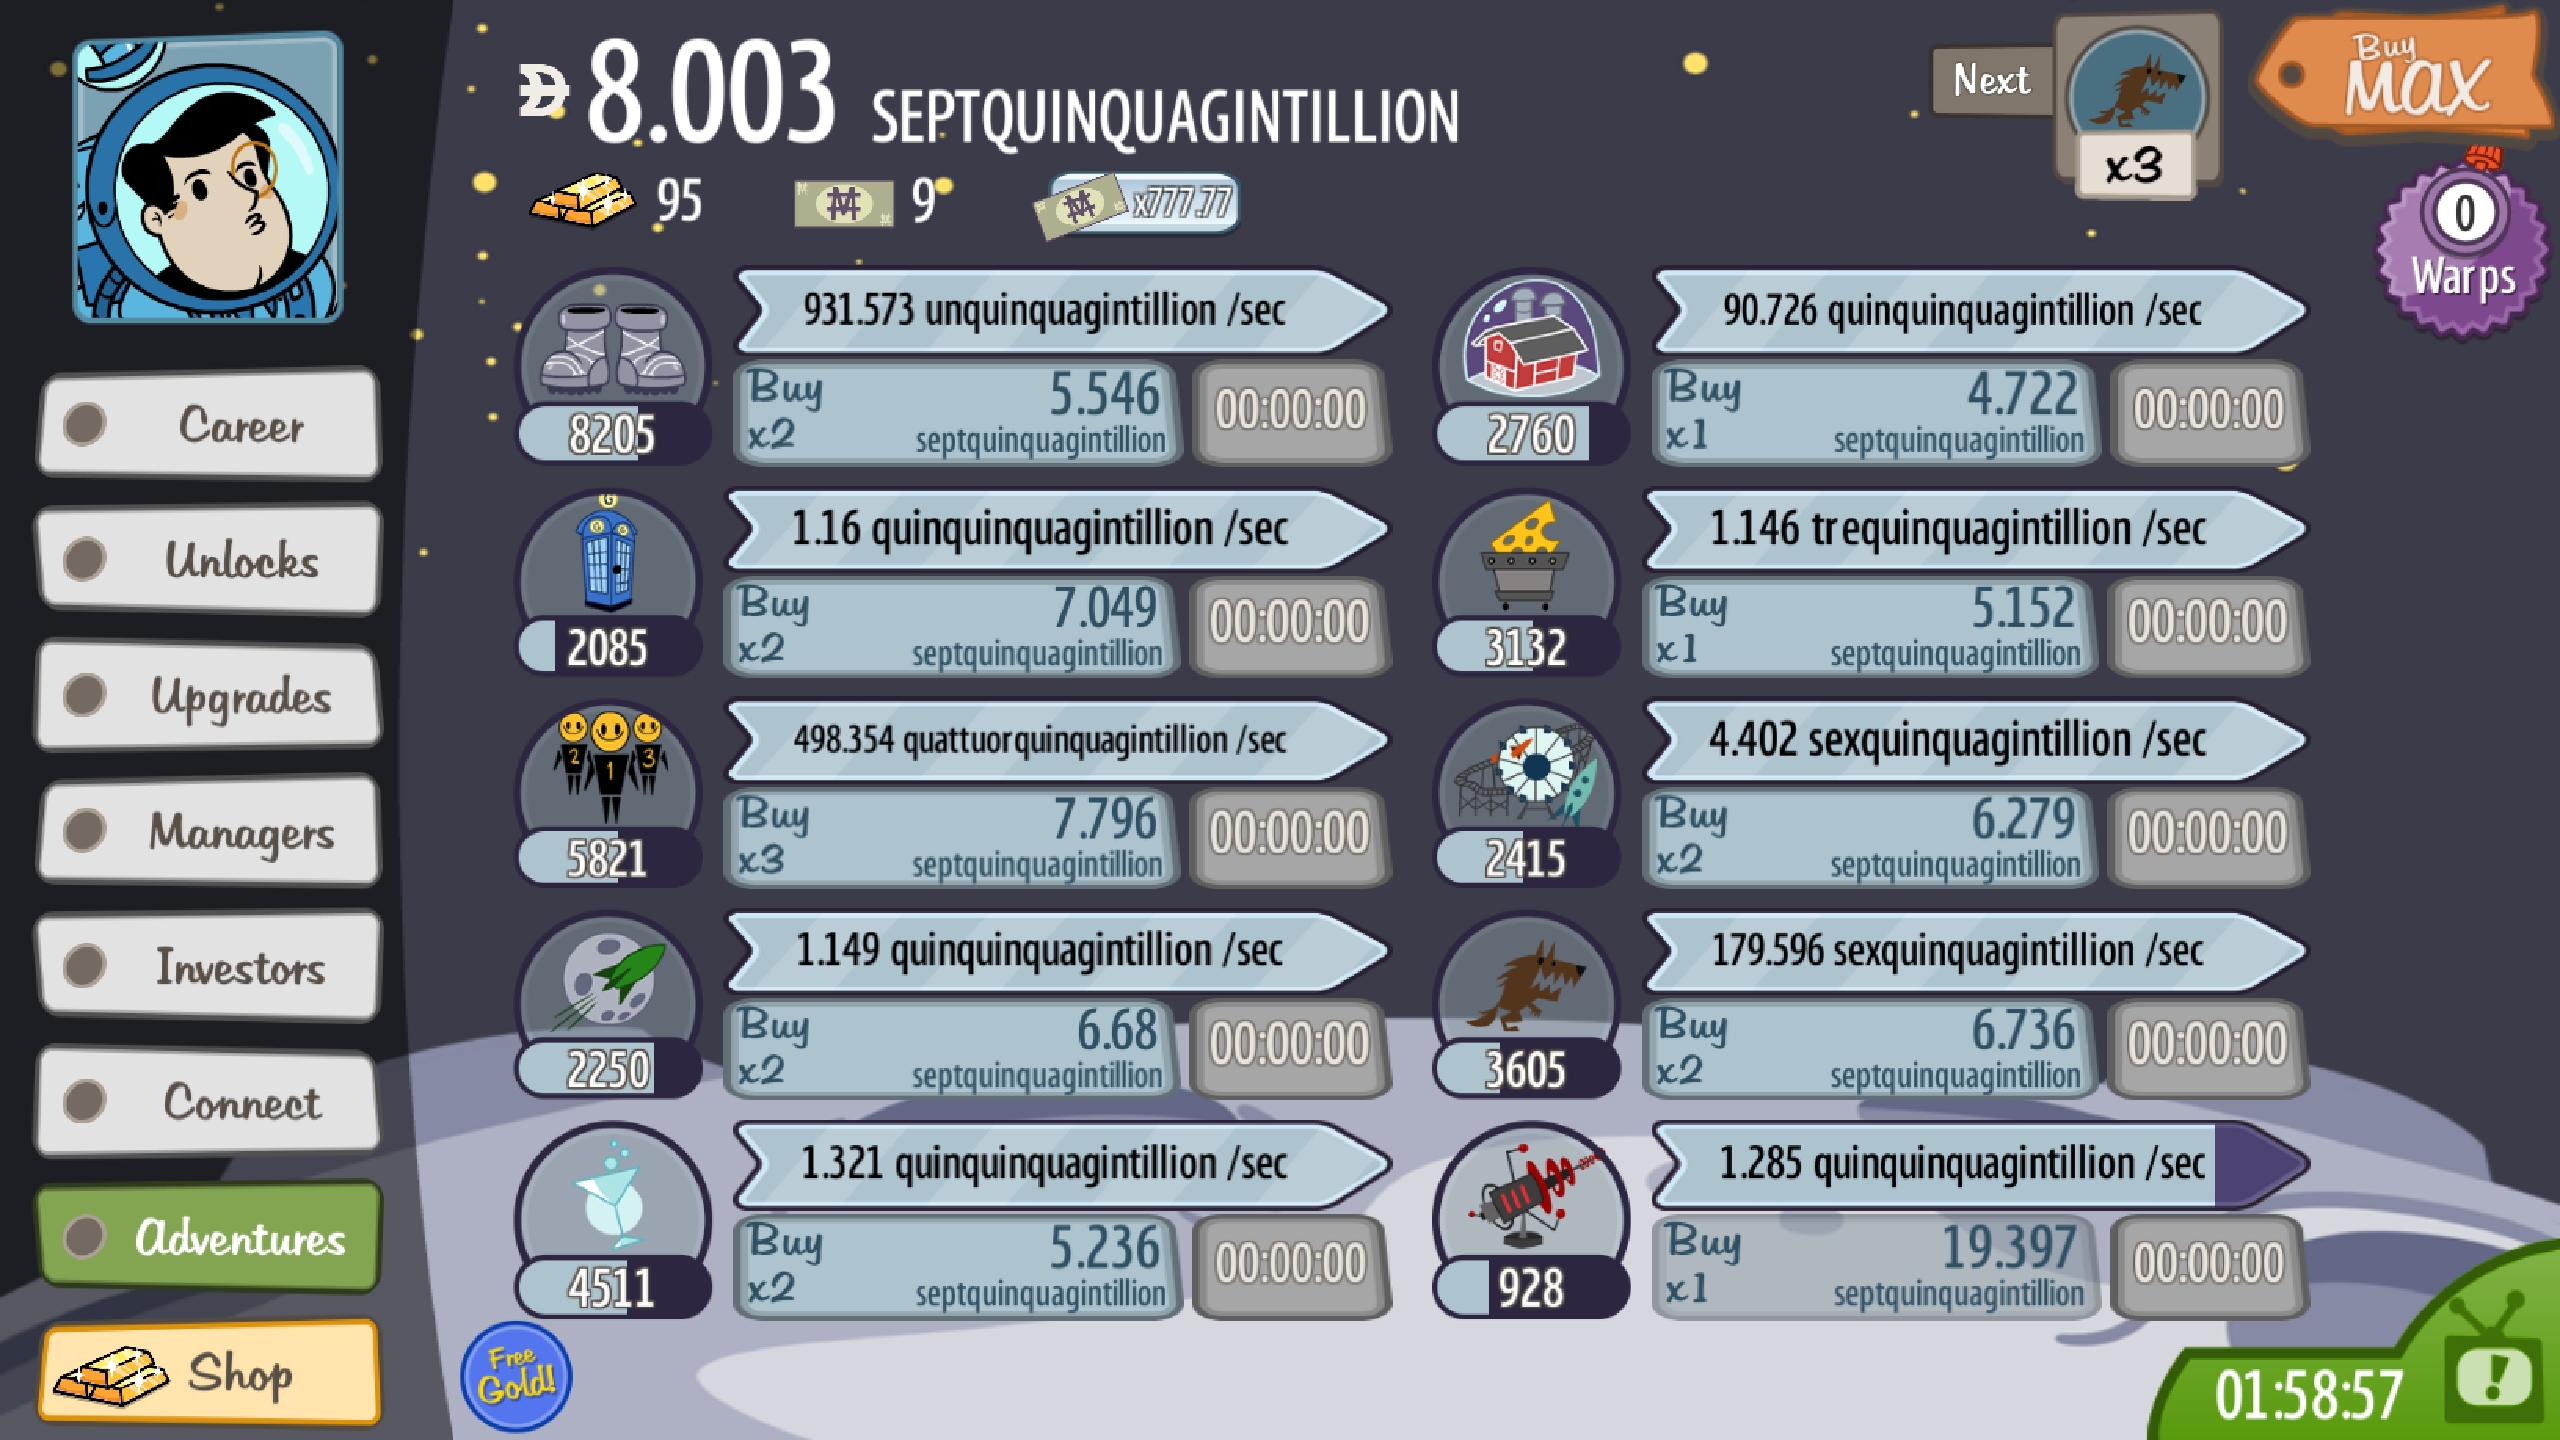 8.003 SEPTQUINQUAGINTILLION
95 9 x777.77
Next
x3
Buy
MAX
0
Warps
Career
Unlocks
Upgrades
Managers
Investors
Connect
Adventures
Shop
931.573 unquinquagintillion /sec
8205
Buy
x2
5.546
septquinquagintillion
00:00:00
90.726 quinquinquagintillion /sec
2760
Buy
x1
4.722
septquinquagintillion
00:00:00
1.16 quinquinquagintillion /sec
2085
Buy
x2
7.049
septquinquagintillion
00:00:00
1.146 trequinquagintillion /sec
3132
Buy
x1
5.152
septquinquagintillion
00:00:00
2 1 3
498.354 quattuorquinquagintillion /sec
5821
Buy
x3
7.796
septquinquagintillion
00:00:00
4.402 sexquinquagintillion /sec
2415
Buy
x2
6.279
septquinquagintillion
00:00:00
1.149 quinquinquagintillion /sec
2250
Buy
x2
6.68
septquinquagintillion
00:00:00
179.596 sexquinquagintillion /sec
3605
Buy
x2
6.736
septquinquagintillion
00:00:00
1.321 quinquinquagintillion /sec
4511
Buy
x2
5.236
septquinquagintillion
00:00:00
1.285 quinquinquagintillion /sec
928
Buy
x1
19.397
septquinquagintillion
00:00:00
Free
Gold!
01:58:57
!